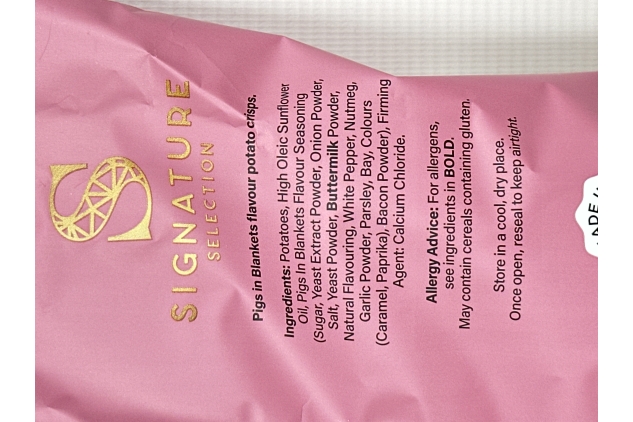 S
SIGNATURE
SELECTION
Pigs in Blankets flavour potato crisps.
Ingredients: Potatoes, High Oleic Sunflower
Oil, Pigs In Blankets Flavour Seasoning
(Sugar, Yeast Extract Powder, Onion Powder,
Salt, Yeast Powder, Buttermilk Powder,
Natural Flavouring, White Pepper, Nutmeg,
Garlic Powder, Parsley, Bay, Colours
(Caramel, Paprika), Bacon Powder), Firming
Agent: Calcium Chloride.
Allergy Advice: For allergens,
see ingredients in BOLD.
May contain cereals containing gluten.
Store in a cool, dry place.
Once open, reseal to keep airtight.